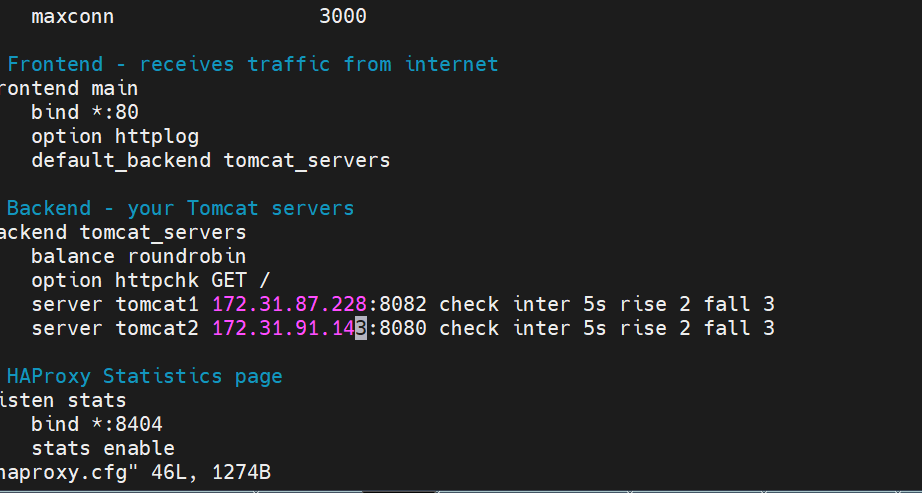 maxconn 3000
Frontend - receives traffic from internet
rontend main
bind *:80
option httplog
default_backend tomcat_servers
Backend - your Tomcat servers
ackend tomcat_servers
balance roundrobin
option httpchk GET /
server tomcat1 172.31.87.228:8082 check inter 5s rise 2 fall 3
server tomcat2 172.31.91.143:8080 check inter 5s rise 2 fall 3
HAProxy Statistics page
isten stats
bind *:8404
stats enable
haproxy.cfg" 46L, 1274B